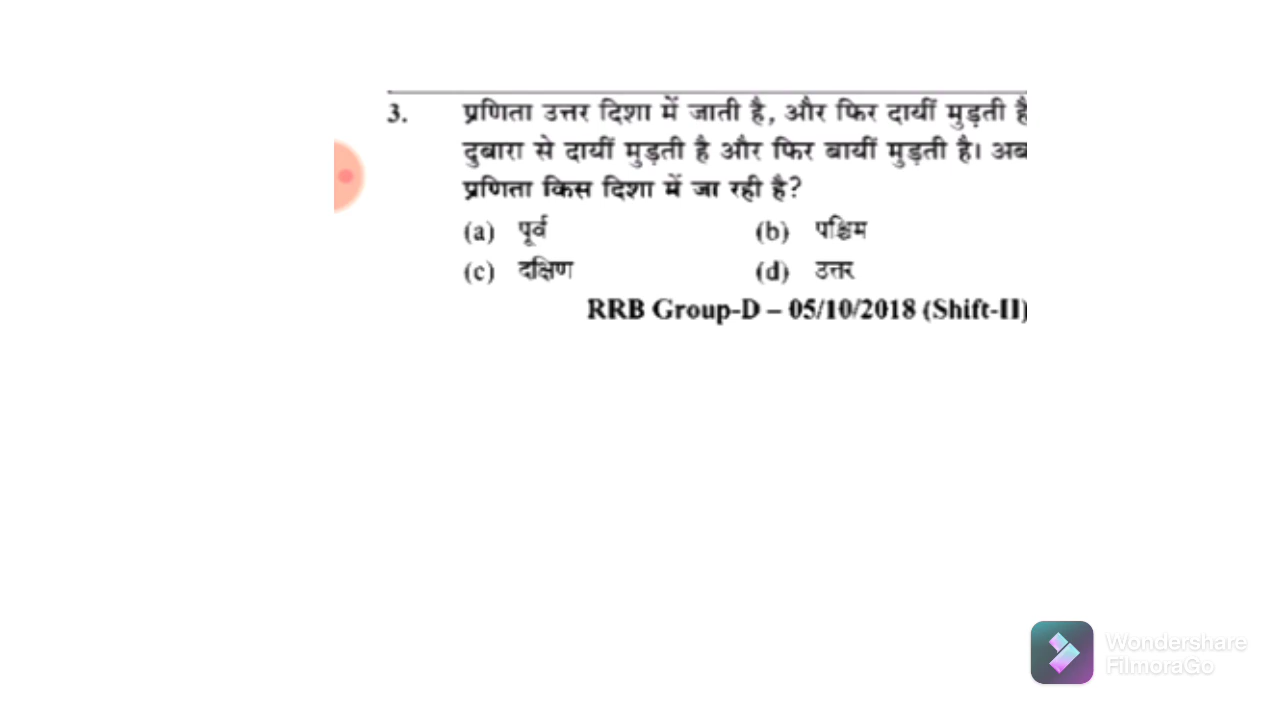 3. प्रणिता उत्तर दिशा में जाती है, और फिर दायीं मुड़ती है
दुबारा से दायीं मुड़ती है और फिर बायीं मुड़ती है। अब
प्रणिता किस दिशा में जा रही है?
(a) पूर्व (b) पश्चिम
(c) दक्षिण (d) उत्तर
RRB Group-D – 05/10/2018 (Shift-II)
Wondershare
FilmoraGo